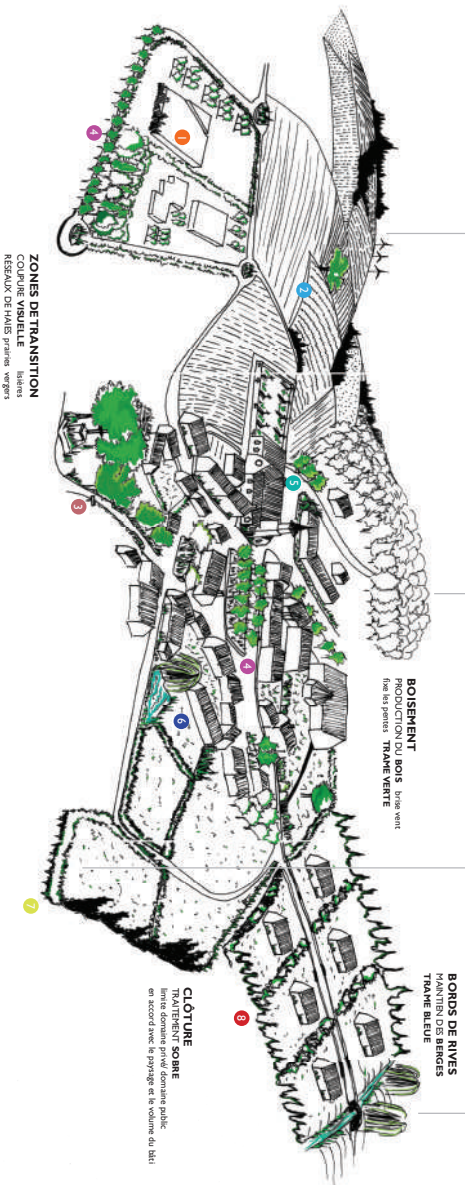 ZONES DE TRANSITION
COUPURE VISUELLE lisières
RÉSEAUX DE HAIES prairies vergers
BOISEMENT
PRODUCTION DU BOIS brise vent
fixe les pentes TRAME VERTE
BORDS DE RIVES
MAINTIEN DES BERGES
TRAME BLEUE
CLÔTURE
TRAITEMENT SOBRE
limite domaine privé/ domaine public
en accord avec le paysage et le volume du bâti
1
2
3
4
4
5
6
7
8